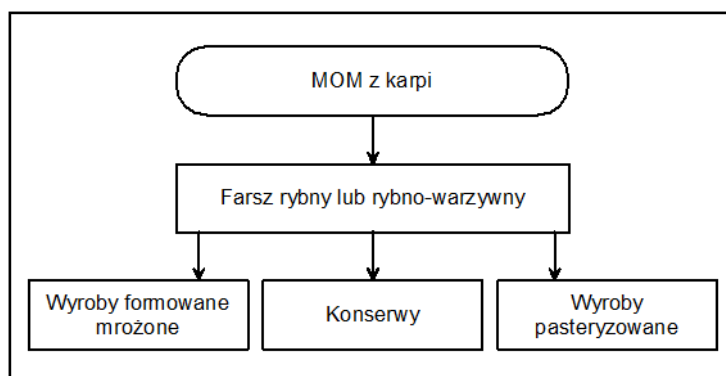 MOM z karpi
Farsz rybny lub rybno-warzywny
Wyroby formowane
mrożone
Konserwy
Wyroby
pasteryzowane